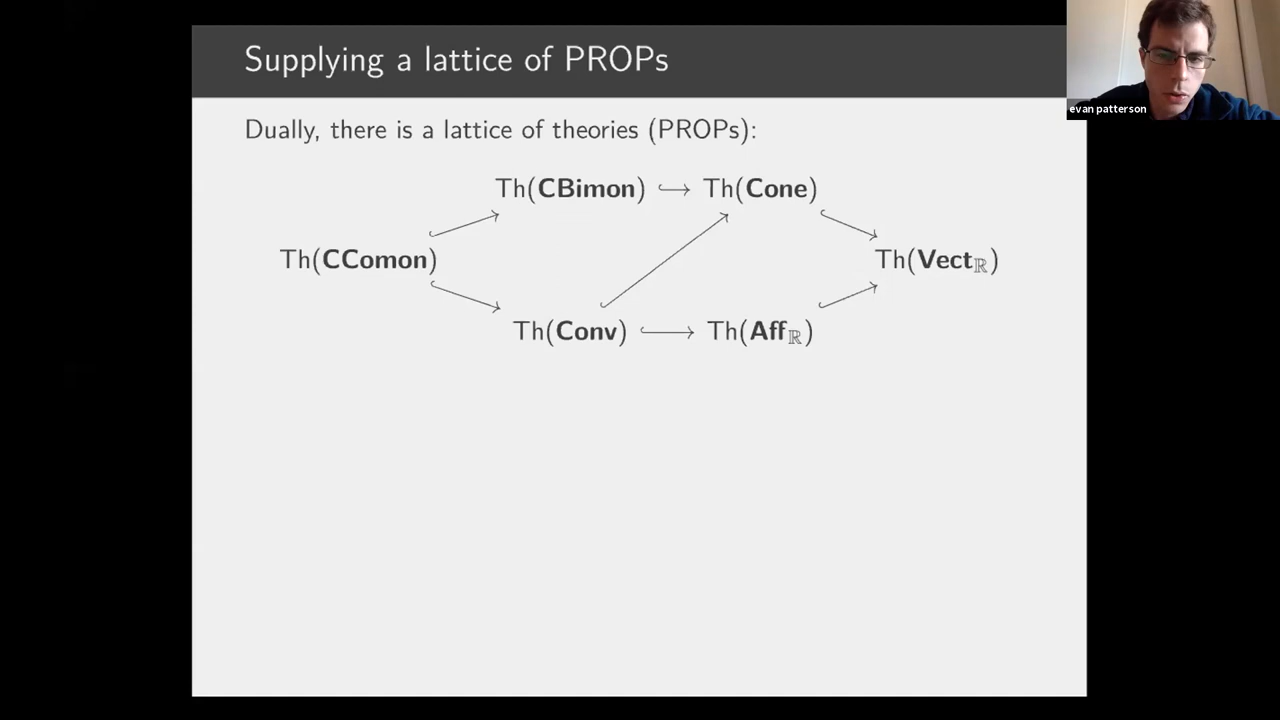 Supplying a lattice of PROPs
evan patterson
Dually, there is a lattice of theories (PROPs):
Th(CBimon) ↪ Th(Cone)
Th(CComon) Th(Vectℝ)
Th(Conv) ↪ Th(Affℝ)